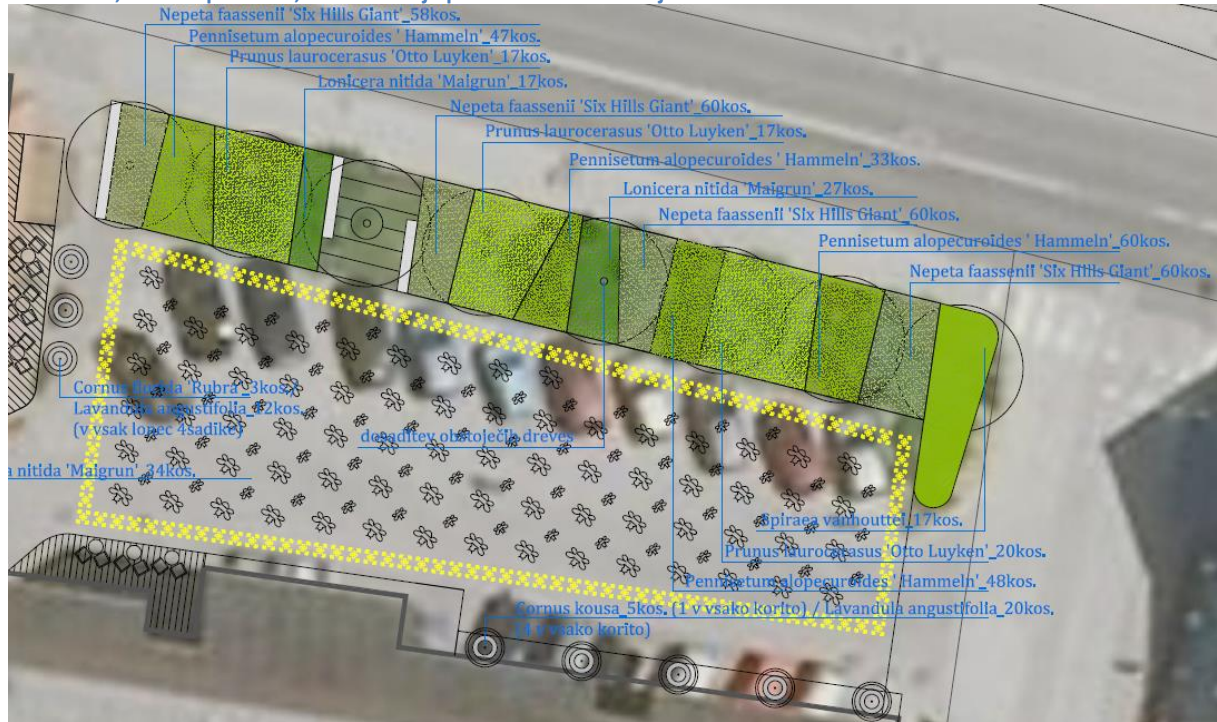 Nepeta faassenii 'Six Hills Giant'_58kos.
Pennisetum alopecuroides ' Hammeln'_47kos.
Prunus laurocerasus 'Otto Luyken'_17kos.
Lonicera nitida 'Maigrun'_17kos.
Nepeta faassenii 'Six Hills Giant'_60kos.
Prunus laurocerasus 'Otto Luyken'_17kos.
Pennisetum alopecuroides ' Hammeln'_33kos.
Lonicera nitida 'Maigrun'_27kos.
Nepeta faassenii 'Six Hills Giant'_60kos.
Pennisetum alopecuroides ' Hammeln'_60kos.
Nepeta faassenii 'Six Hills Giant'_60kos.
Cornus florida 'Rubra'_3kos. /
Lavandula angustifolia_12kos.
(v vsak lonec 4sadike)
dosaditev obstoječih dreves
a nitida 'Maigrun'_34kos.
Spiraea vanhouttei_17kos.
Prunus laurocerasus 'Otto Luyken'_20kos.
Pennisetum alopecuroides ' Hammeln'_48kos.
Cornus kousa_5kos. (1 v vsako korito) / Lavandula angustifolia_20kos.
(4 v vsako korito)